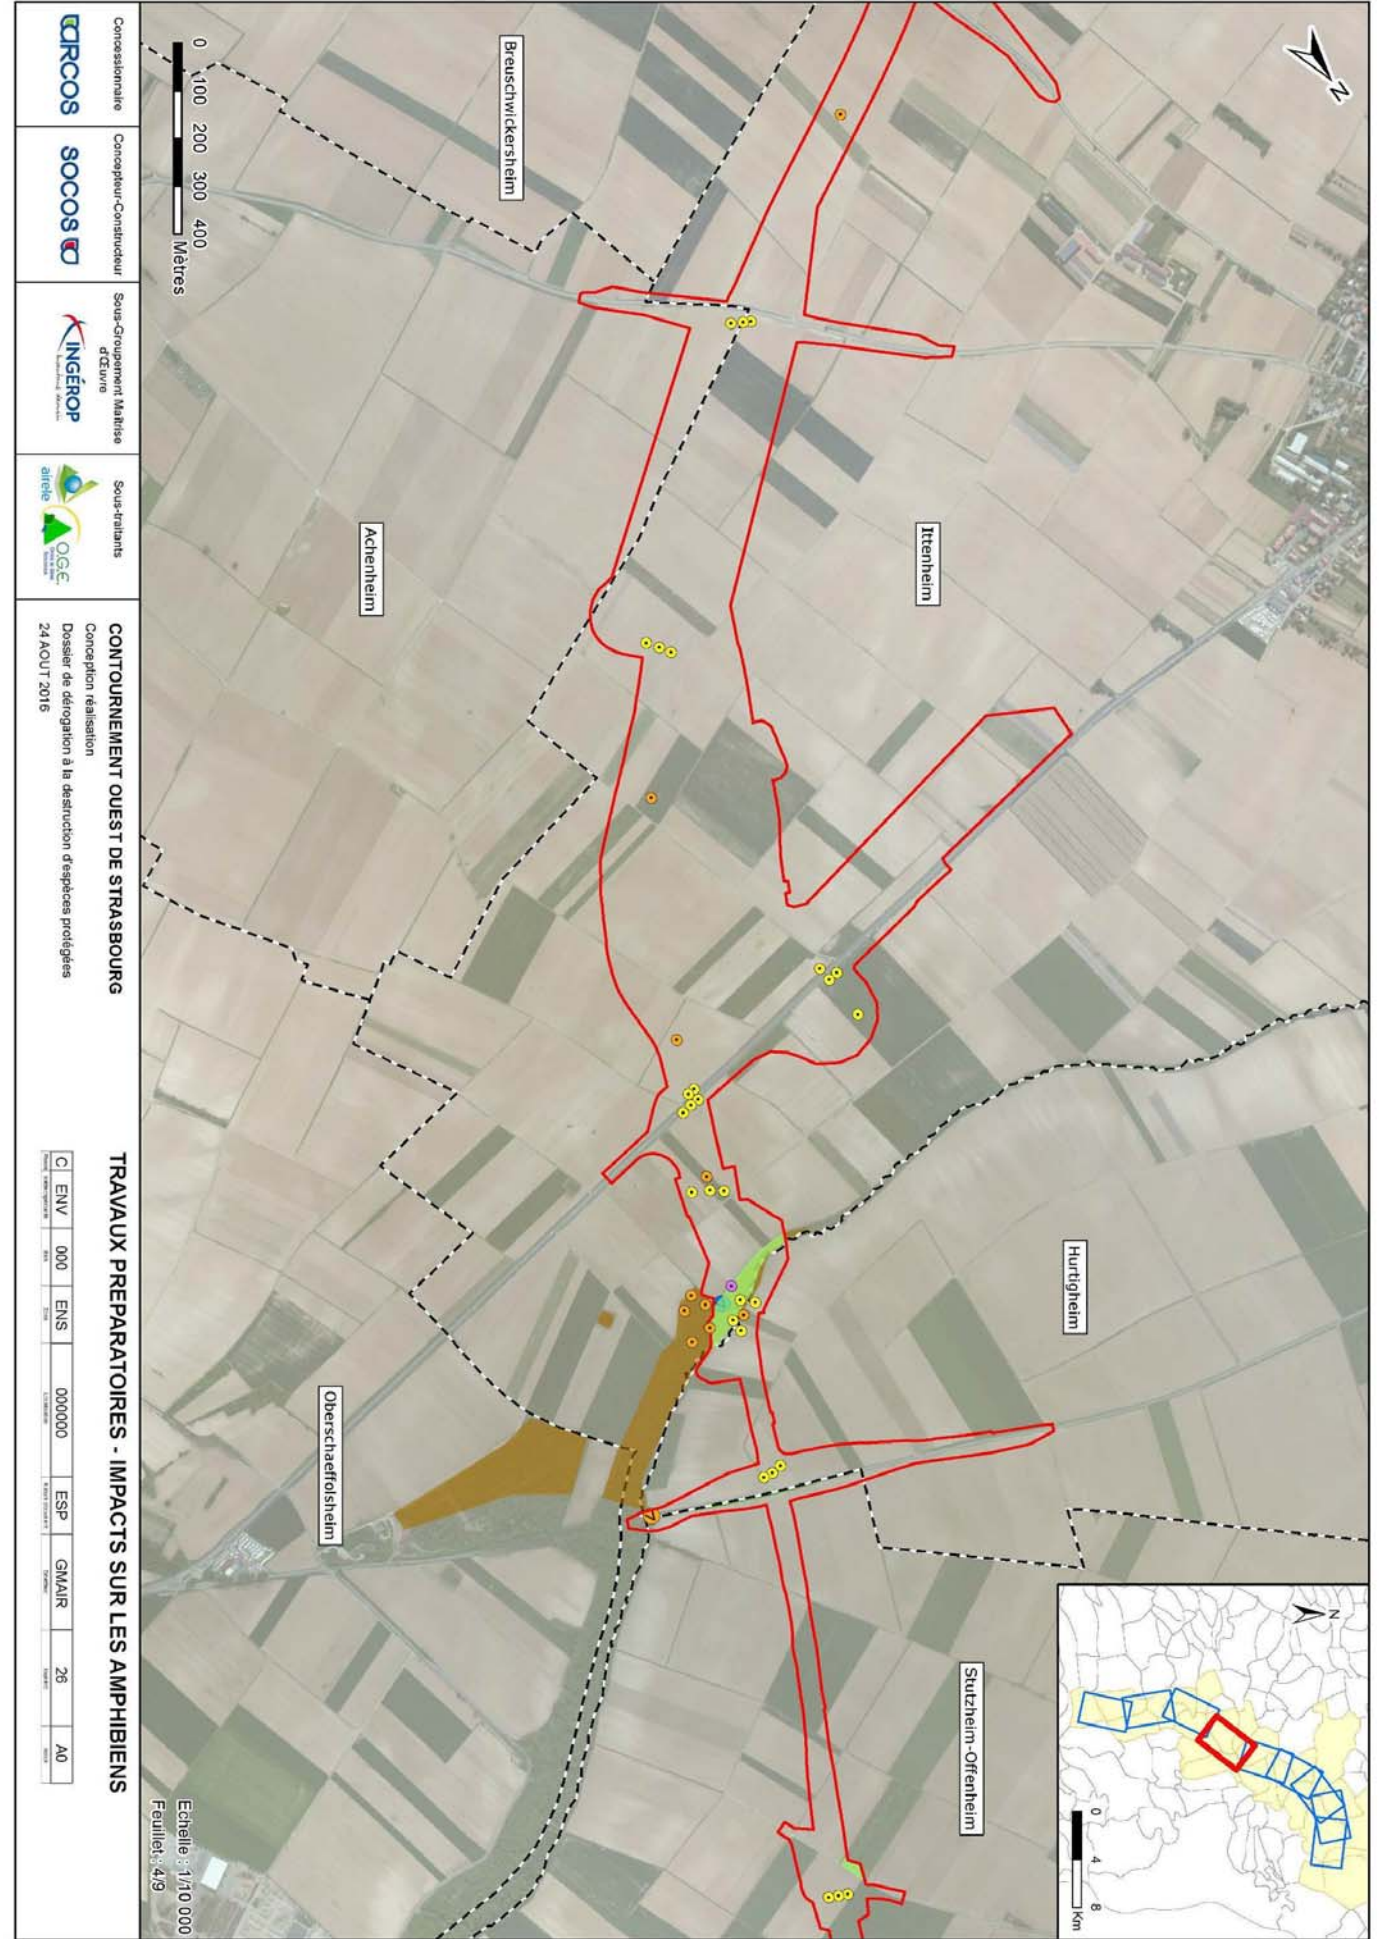 Breuschwickersheim
Ittenheim
Achenheim
Hurtigheim
Oberschaeffolsheim
Stutzheim-Offenheim
N
0 100 200 300 400
Mètres
N
0 4 8
Km
Concessionnaire
ARCOS
Concepteur-Constructeur
SOCOS
Sous-Groupement Maîtrise
d'Œuvre
INGÉROP
Sous-traitants
airele
O.G.E.
CONTOURNEMENT OUEST DE STRASBOURG
Conception réalisation
Dossier de dérogation à la destruction d'espèces protégées
24 AOUT 2016
TRAVAUX PREPARATOIRES - IMPACTS SUR LES AMPHIBIENS
C ENV 000 ENS 000000 ESP GMAIR 26 A0
Echelle : 1/10 000
Feuillet : 4/9